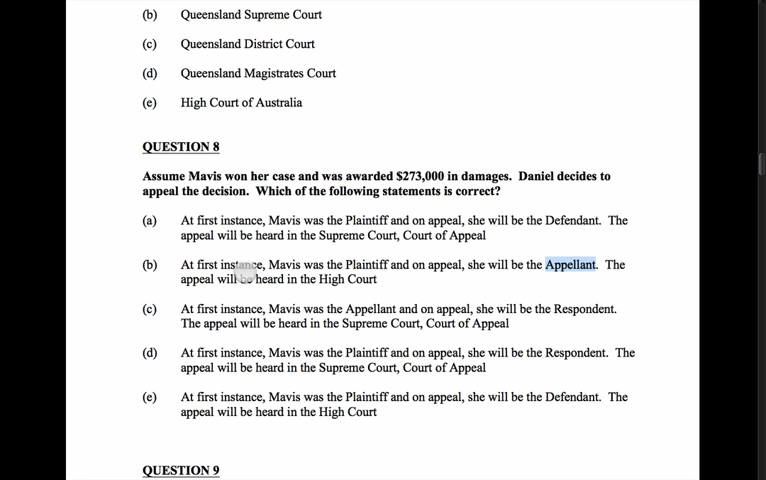 (b) Queensland Supreme Court
(c) Queensland District Court
(d) Queensland Magistrates Court
(e) High Court of Australia
QUESTION 8
Assume Mavis won her case and was awarded $273,000 in damages. Daniel decides to
appeal the decision. Which of the following statements is correct?
(a) At first instance, Mavis was the Plaintiff and on appeal, she will be the Defendant. The
appeal will be heard in the Supreme Court, Court of Appeal
(b) At first instance, Mavis was the Plaintiff and on appeal, she will be the Appellant. The
appeal will be heard in the High Court
(c) At first instance, Mavis was the Appellant and on appeal, she will be the Respondent.
The appeal will be heard in the Supreme Court, Court of Appeal
(d) At first instance, Mavis was the Plaintiff and on appeal, she will be the Respondent. The
appeal will be heard in the Supreme Court, Court of Appeal
(e) At first instance, Mavis was the Plaintiff and on appeal, she will be the Defendant. The
appeal will be heard in the High Court
QUESTION 9